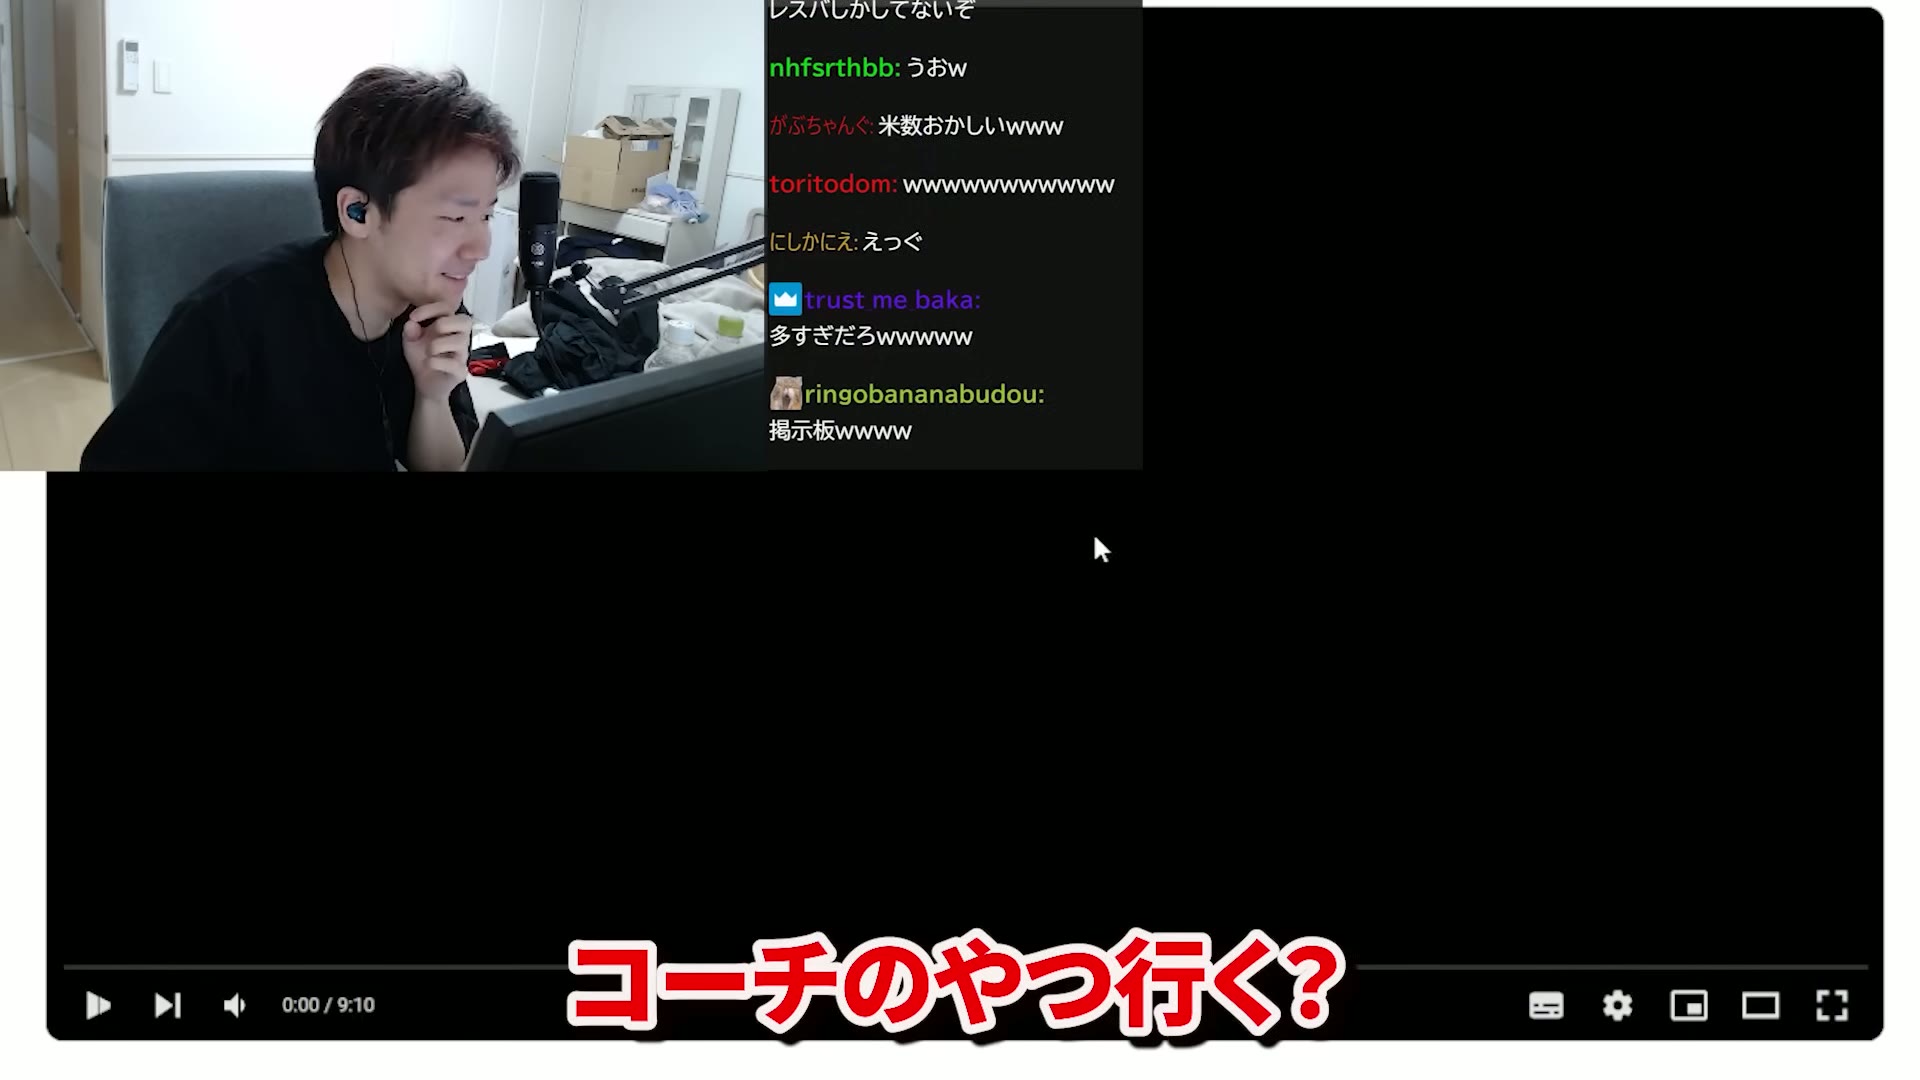 レスバしかしてないぞ
nhfsrthbb: うおw
がぶちゃんぐ: 米数おかしいwww
toritodom: wwwwwwwwwww
にしかにえ: えっぐ
trust_me_baka:
多すぎだろwwwww
ringobananabudou:
掲示板wwww
コーチのやつ行く?
0:00 / 9:10